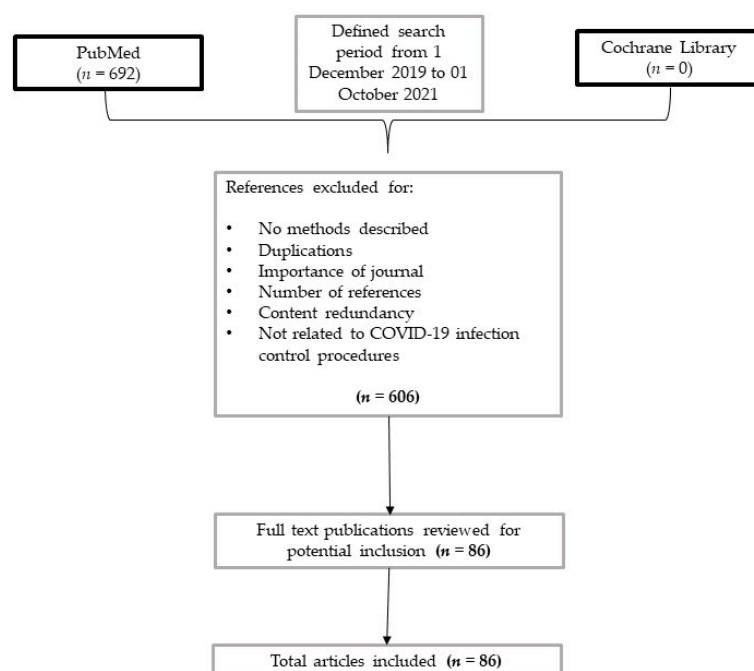 PubMed
(n = 692)
Defined search
period from 1
December 2019 to 01
October 2021
Cochrane Library
(n = 0)
References excluded for:
• No methods described
• Duplications
• Importance of journal
• Number of references
• Content redundancy
• Not related to COVID-19 infection
control procedures
(n = 606)
Full text publications reviewed for
potential inclusion (n = 86)
Total articles included (n = 86)